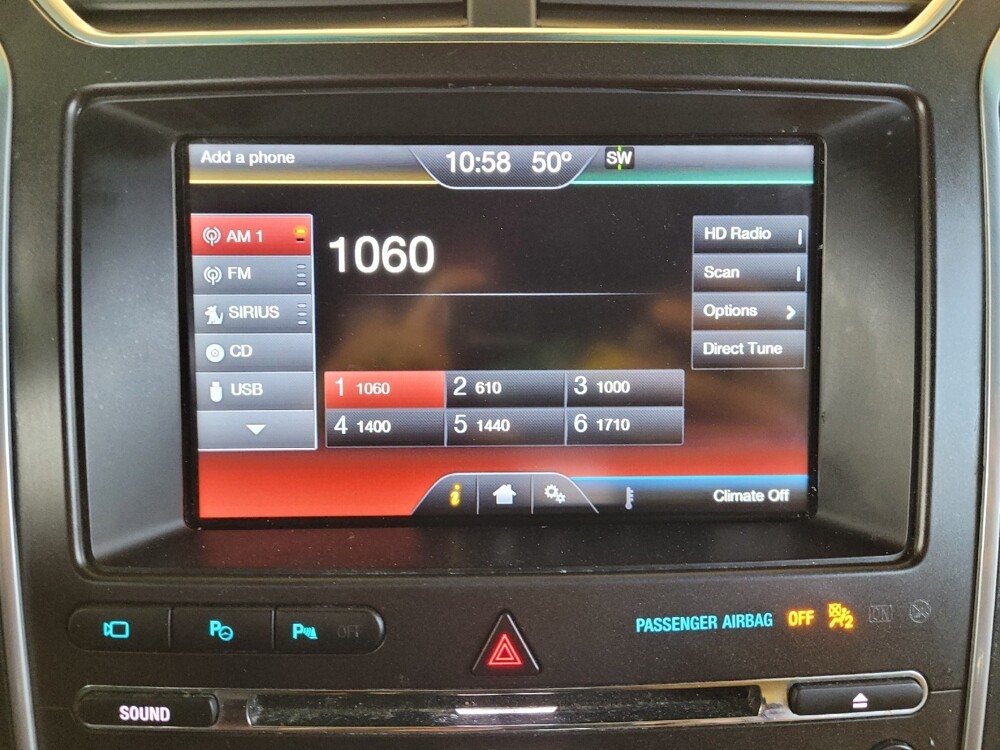 Add a phone
10:58 50° SW
AM 1
FM
SIRIUS
CD
USB
1060
HD Radio
Scan
Options
Direct Tune
1 1060 2 610 3 1000
4 1400 5 1440 6 1710
i
Climate Off
P P OFF
PASSENGER AIRBAG OFF 2 ON
SOUND